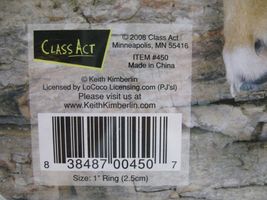 CLASS ACT
© 2008 Class Act
Minneapolis, MN 55416
ITEM #450
Made in China
© Keith Kimberlin
Licensed by LoCoco Licensing.com (PJ'sl)
Please visit us at
www.KeithKimberlin.com
8 38487 00450 7
Size: 1" Ring (2.5cm)